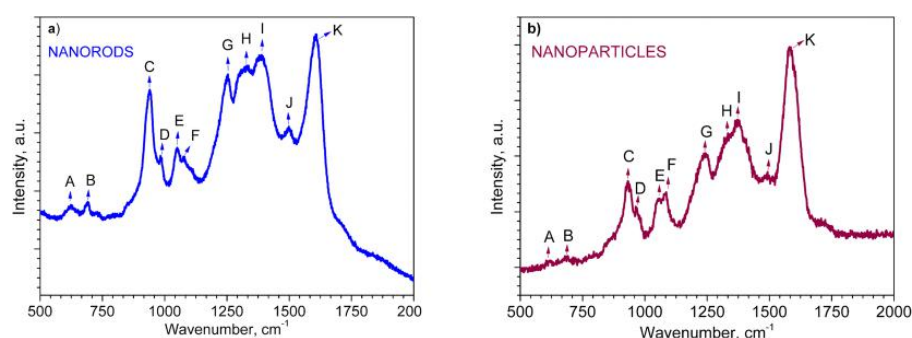 a)
NANORODS
A
B
C
D
E
F
G
H
I
J
K
Intensity, a.u.
500 750 1000 1250 1500 1750 200
Wavenumber, cm⁻¹
b)
NANOPARTICLES
A
B
C
D
E
F
G
H
I
J
K
Intensity, a.u.
500 750 1000 1250 1500 1750 2000
Wavenumber, cm⁻¹